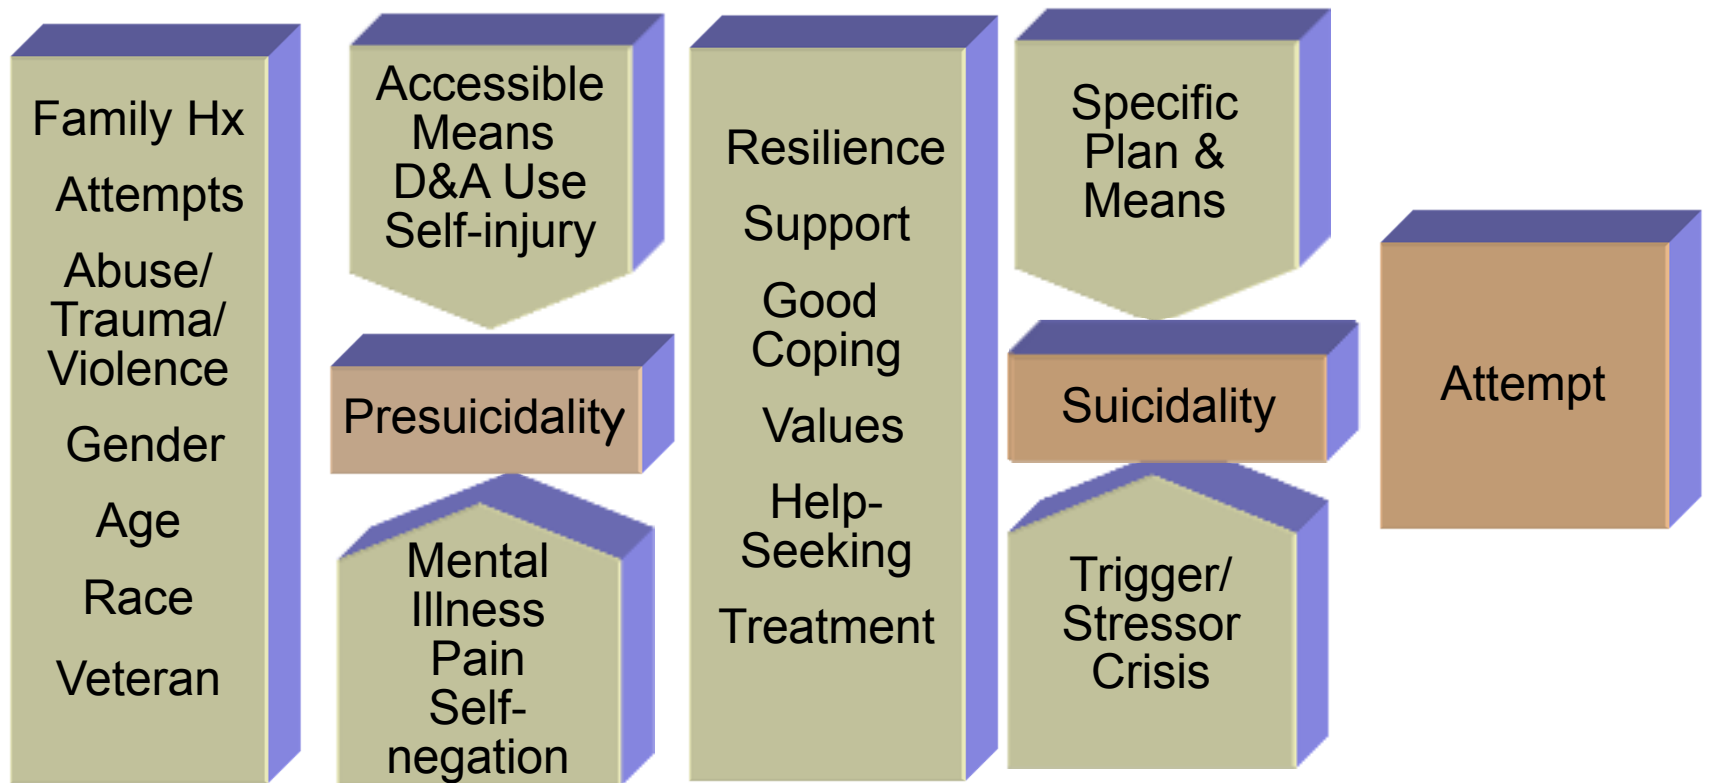 Family Hx
Attempts
Abuse/
Trauma/
Violence
Gender
Age
Race
Veteran
Accessible
Means
D&A Use
Self-injury
Presuicidality
Mental
Illness
Pain
Self-
negation
Resilience
Support
Good
Coping
Values
Help-
Seeking
Treatment
Specific
Plan &
Means
Suicidality
Trigger/
Stressor
Crisis
Attempt